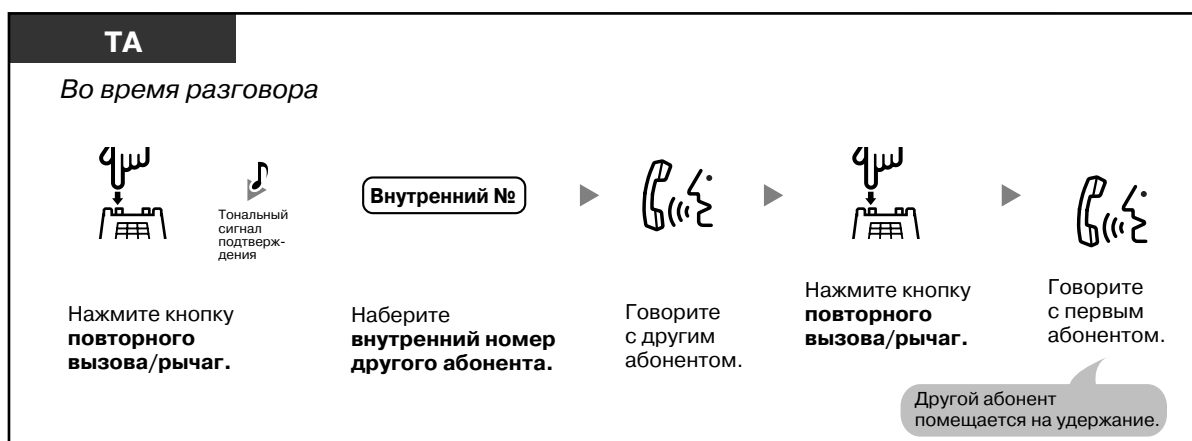 ТА
Во время разговора
Тональный
сигнал
подтверж-
дения
Внутренний №
Нажмите кнопку
повторного
вызова/рычаг.
Наберите
внутренний номер
другого абонента.
Говорите
с другим
абонентом.
Нажмите кнопку
повторного
вызова/рычаг.
Говорите
с первым
абонентом.
Другой абонент
помещается на удержание.